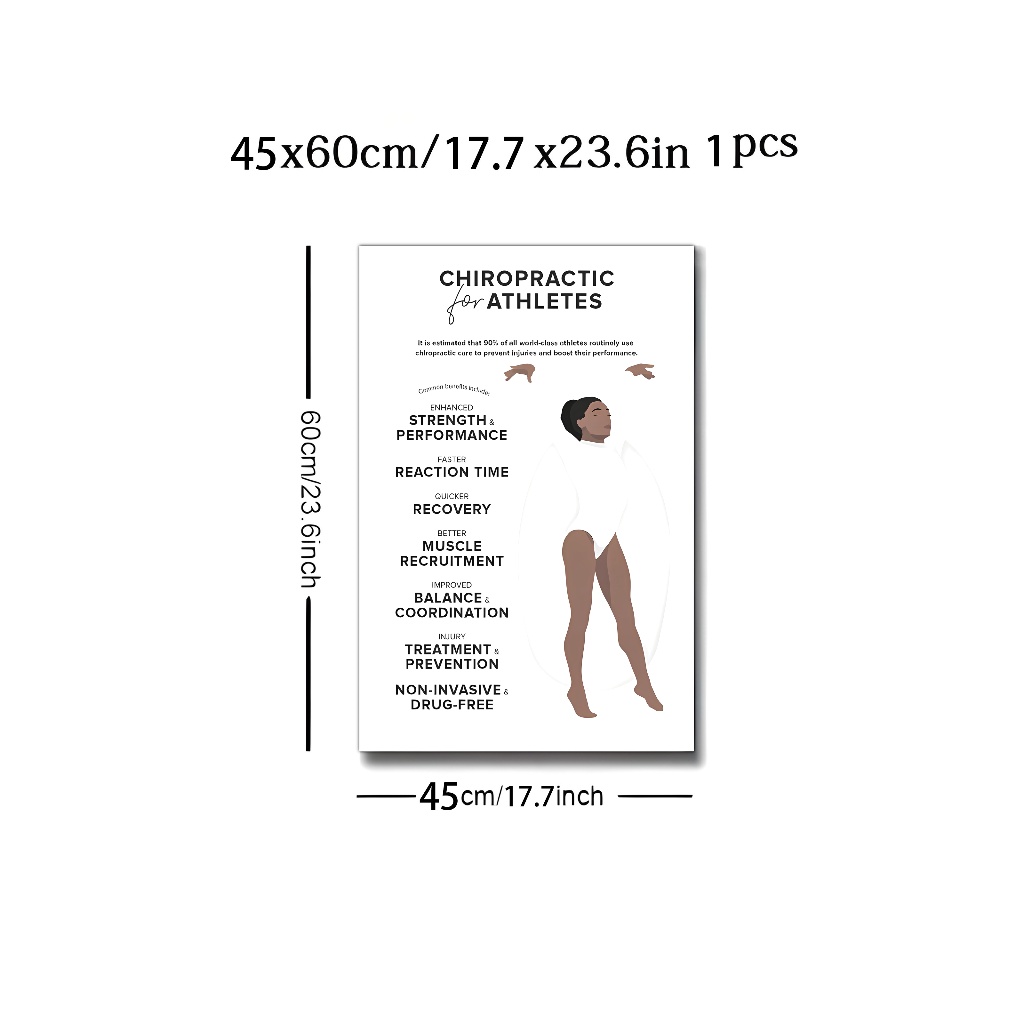 45x60cm/17.7 x23.6in 1pcs
CHIROPRACTIC
for ATHLETES
It is estimated that 90% of all world-class athletes routinely use
chiropractic care to prevent injuries and boost their performance.
Common benefits include:
ENHANCED
STRENGTH &
PERFORMANCE
FASTER
REACTION TIME
QUICKER
RECOVERY
BETTER
MUSCLE
RECRUITMENT
IMPROVED
BALANCE &
COORDINATION
INJURY
TREATMENT &
PREVENTION
NON-INVASIVE &
DRUG-FREE
60cm/23.6inch
45cm/17.7inch